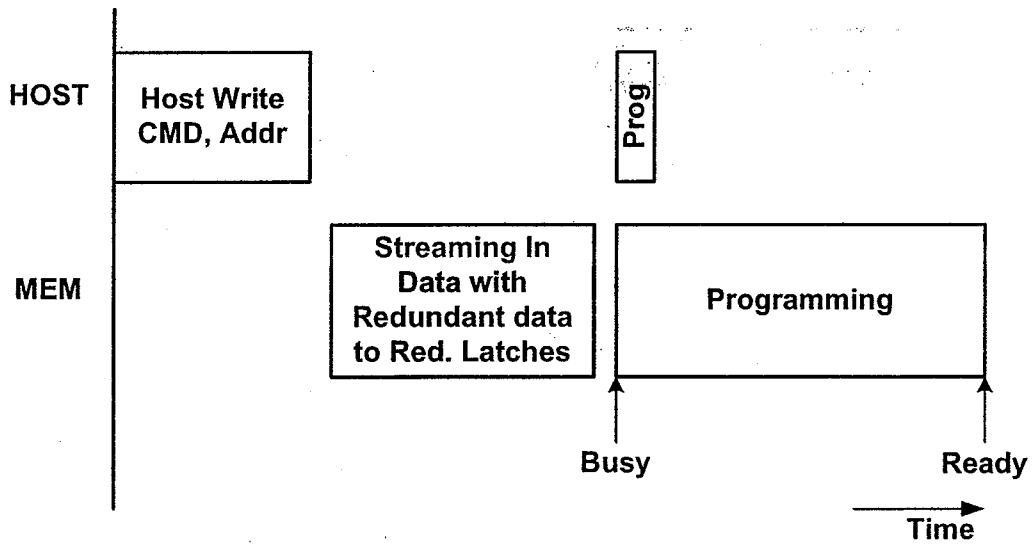 HOST
Host Write
CMD, Addr
Prog
MEM
Streaming In
Data with
Redundant data
to Red. Latches
Programming
Busy
Ready
Time